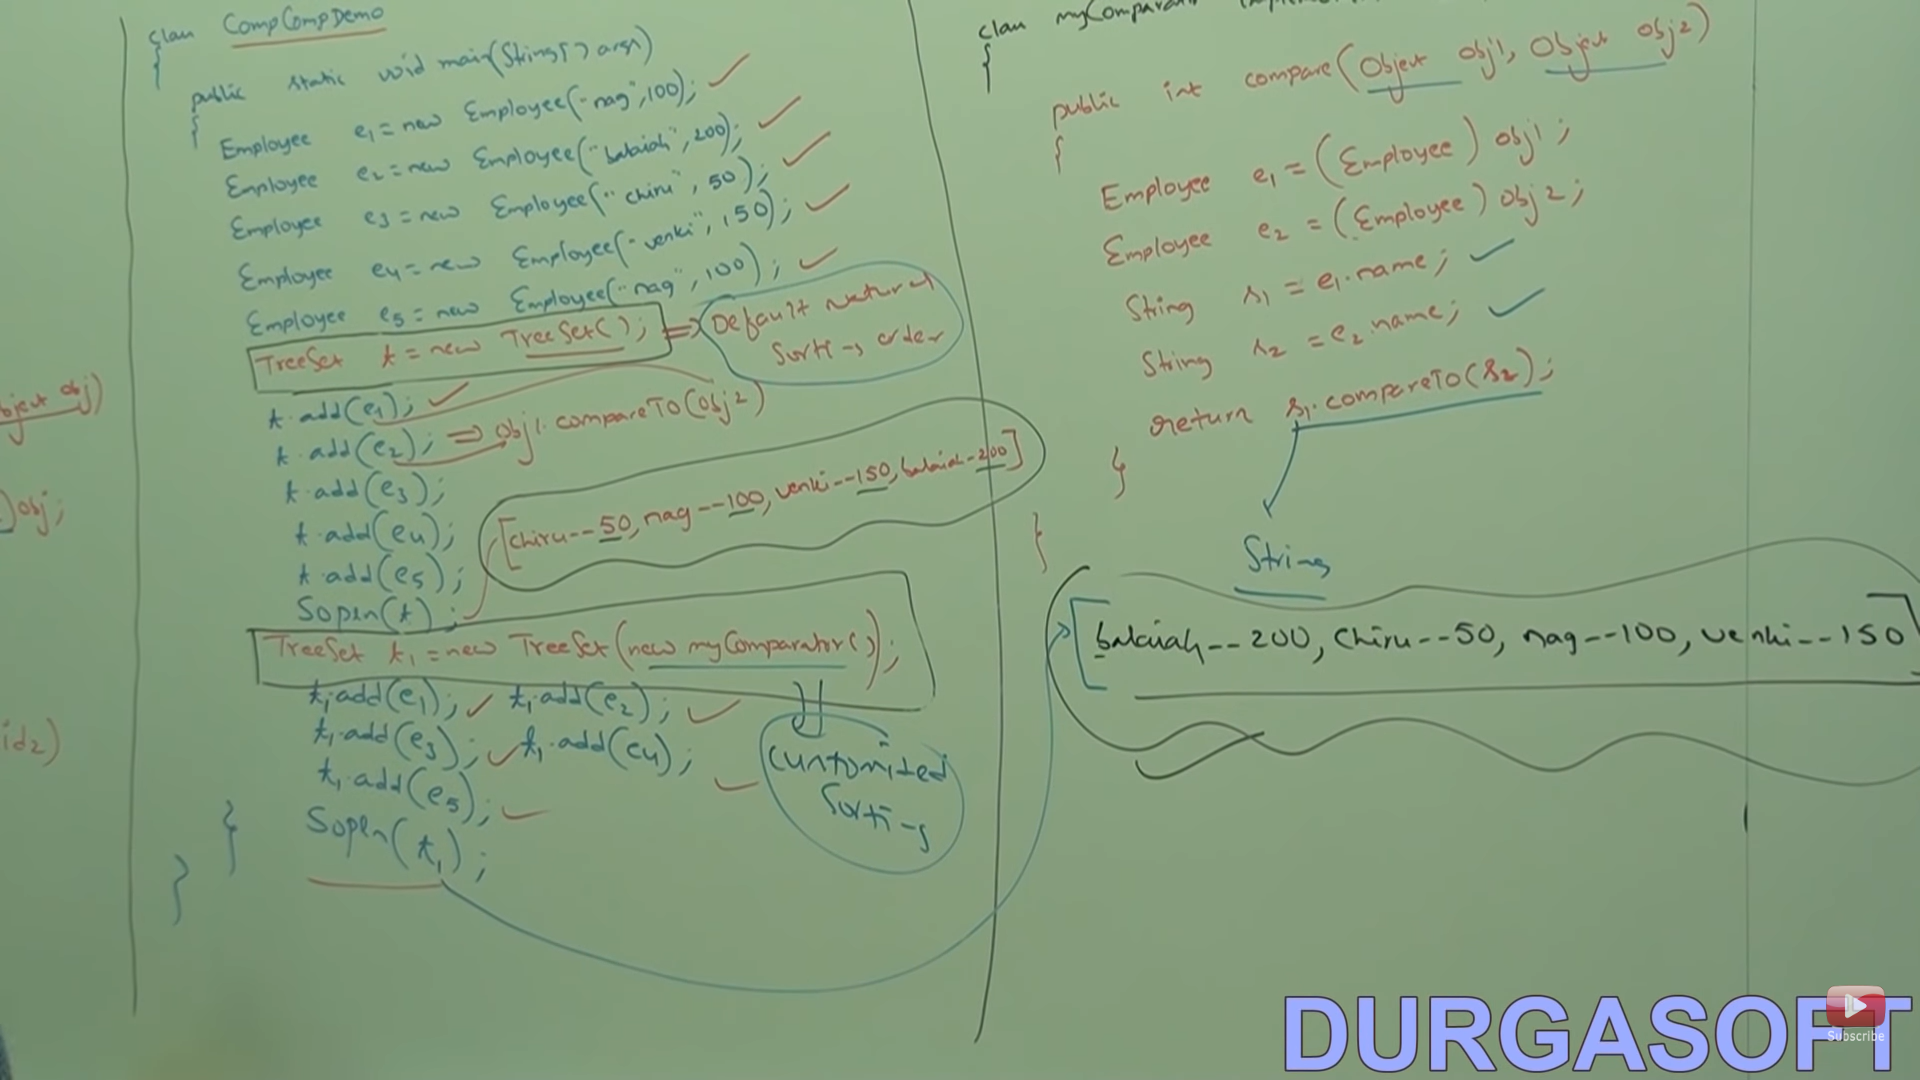 bject obj)
) obj;
id2)
clan CompCompDemo
{
public static void main(String[] args)
{
Employee e1 = new Employee("nag", 100);
Employee e2 = new Employee("balaiah", 200);
Employee e3 = new Employee("chiru", 50);
Employee e4 = new Employee("venki", 150);
Employee e5 = new Employee("nag", 100);
TreeSet t = new TreeSet(); => Default natural
Sorting order
t.add(e1);
t.add(e2); => obj1.compareTo(obj2)
t.add(e3);
t.add(e4);
t.add(e5);
[chiru--50, nag--100, venki--150, balaiah-200]
Sopln(t);
TreeSet t1 = new TreeSet(new myComparator());
t1.add(e1); t1.add(e2);
t1.add(e3); t1.add(e4);
t1.add(e5);
Customized
Sorting
Sopln(t1);
}
}
clan myComparator
{
public int compare(Object obj1, Object obj2)
{
Employee e1 = (Employee) obj1;
Employee e2 = (Employee) obj2;
String s1 = e1.name;
String s2 = e2.name;
return s1.compareTo(s2);
}
}
String
[balaiah--200, Chiru--50, nag--100, venki--150]
DURGASOFT
Subscribe